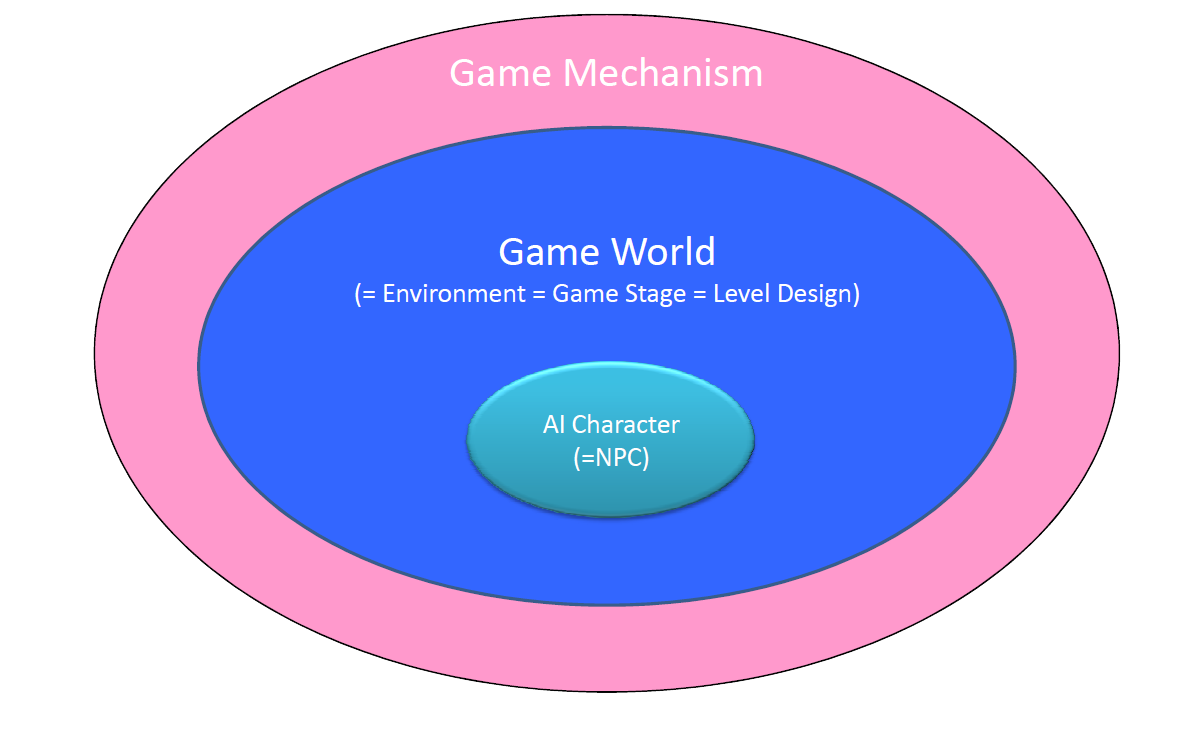 Game Mechanism
Game World
(= Environment = Game Stage = Level Design)
AI Character
(=NPC)